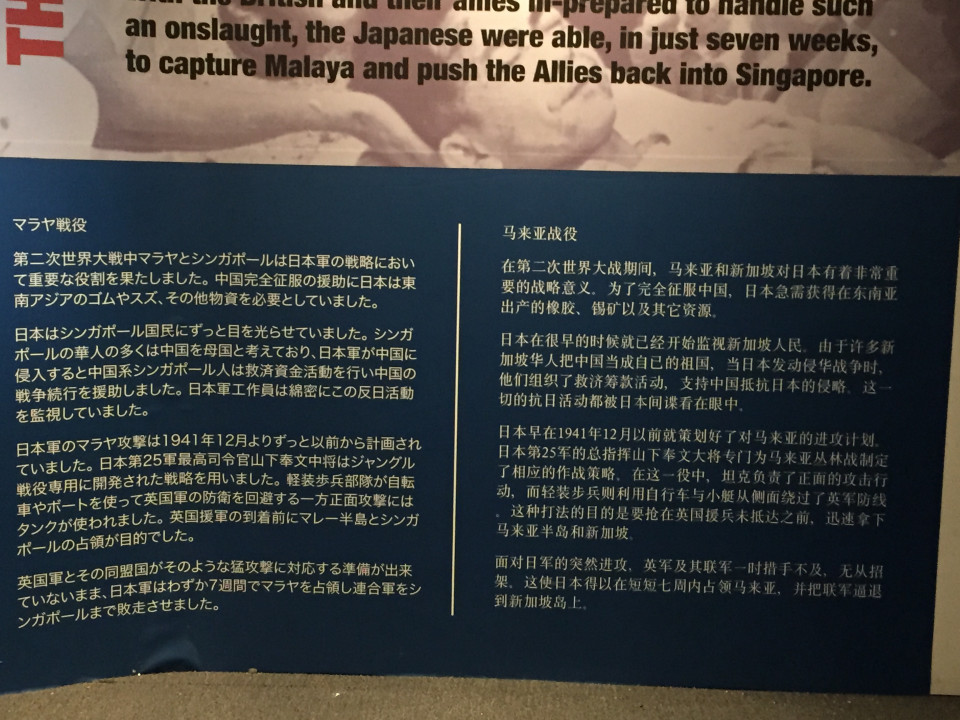 TH
and their allies ill-prepared to handle such
an onslaught, the Japanese were able, in just seven weeks,
to capture Malaya and push the Allies back into Singapore.
マラヤ戦役
第二次世界大戦中マラヤとシンガポールは日本軍の戦略におい
て重要な役割を果たしました。中国完全征服の援助に日本は東
南アジアのゴムやスズ、その他物資を必要としていました。
日本はシンガポール国民にずっと目を光らせていました。シンガ
ポールの華人の多くは中国を母国と考えており、日本軍が中国に
侵入すると中国系シンガポール人は救済資金活動を行い中国の
戦争続行を援助しました。日本軍工作員は綿密にこの反日活動
を監視していました。
日本軍のマラヤ攻撃は1941年12月よりずっと以前から計画され
ていました。日本第25軍最高司令官山下奉文中将はジャングル
戦役専用に開発された戦略を用いました。軽装歩兵部隊が自転
車やボートを使って英国軍の防衛を回避する一方正面攻撃には
タンクが使われました。英国援軍の到着前にマレー半島とシンガ
ポールの占領が目的でした。
英国軍とその同盟国がそのような猛攻撃に対応する準備が出来
ていないまま、日本軍はわずか7週間でマラヤを占領し連合軍をシ
ンガポールまで敗走させました。
马来亚战役
在第二次世界大战期间，马来亚和新加坡对日本有着非常重
要的战略意义。为了完全征服中国，日本急需获得在东南亚
出产的橡胶、锡矿以及其它资源。
日本在很早的时候就已经开始监视新加坡人民。由于许多新
加坡华人把中国当成自已的祖国，当日本发动侵华战争时，
他们组织了救济筹款活动，支持中国抵抗日本的侵略。这一
切的抗日活动都被日本间谍看在眼中。
日本早在1941年12月以前就策划好了对马来亚的进攻计划。
日本第25军的总指挥山下奉文大将专门为马来亚丛林战制定
了相应的作战策略。在这一役中，坦克负责了正面的攻击行
动，而轻装步兵则利用自行车与小艇从侧面绕过了英军防线
。这种打法的目的是要抢在英国援兵未抵达之前，迅速拿下
马来亚半岛和新加坡。
面对日军的突然进攻，英军及其联军一时措手不及，无从招
架。这使日本得以在短短七周内占领马来亚，并把联军逼退
到新加坡岛上。